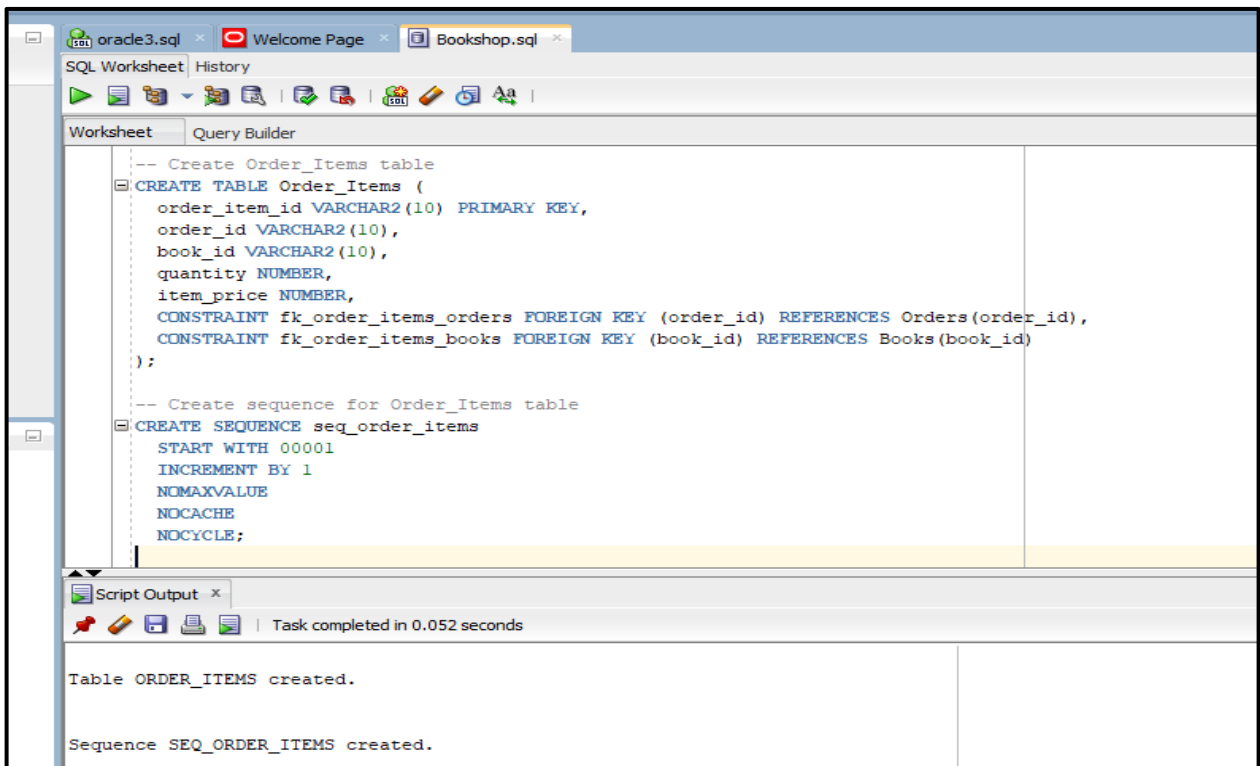 oracle3.sql Welcome Page Bookshop.sql
SQL Worksheet History
Worksheet Query Builder
-- Create Order_Items table
CREATE TABLE Order_Items (
order_item_id VARCHAR2(10) PRIMARY KEY,
order_id VARCHAR2(10),
book_id VARCHAR2(10),
quantity NUMBER,
item_price NUMBER,
CONSTRAINT fk_order_items_orders FOREIGN KEY (order_id) REFERENCES Orders(order_id),
CONSTRAINT fk_order_items_books FOREIGN KEY (book_id) REFERENCES Books(book_id)
);
-- Create sequence for Order_Items table
CREATE SEQUENCE seq_order_items
START WITH 00001
INCREMENT BY 1
NOMAXVALUE
NOCACHE
NOCYCLE;
Script Output
Task completed in 0.052 seconds
Table ORDER_ITEMS created.
Sequence SEQ_ORDER_ITEMS created.